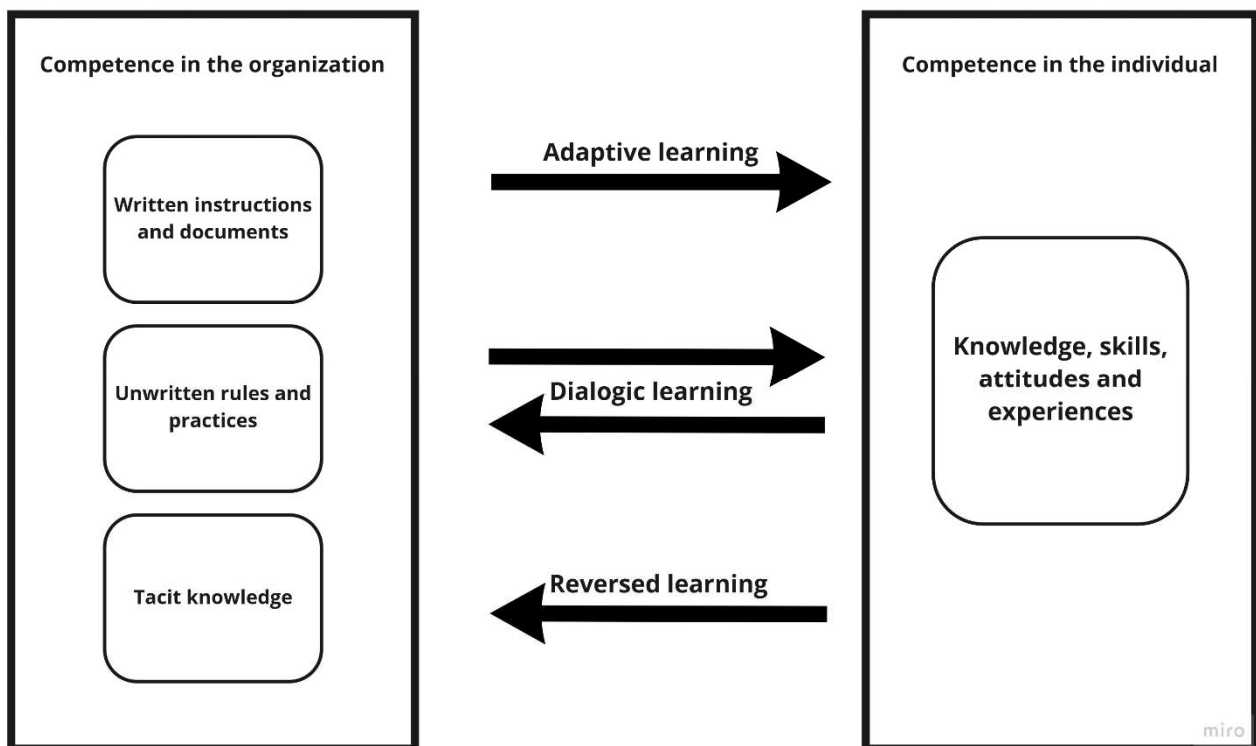 Competence in the organization
Written instructions
and documents
Unwritten rules and
practices
Tacit knowledge
Adaptive learning
Dialogic learning
Reversed learning
Competence in the individual
Knowledge, skills,
attitudes and
experiences
miro